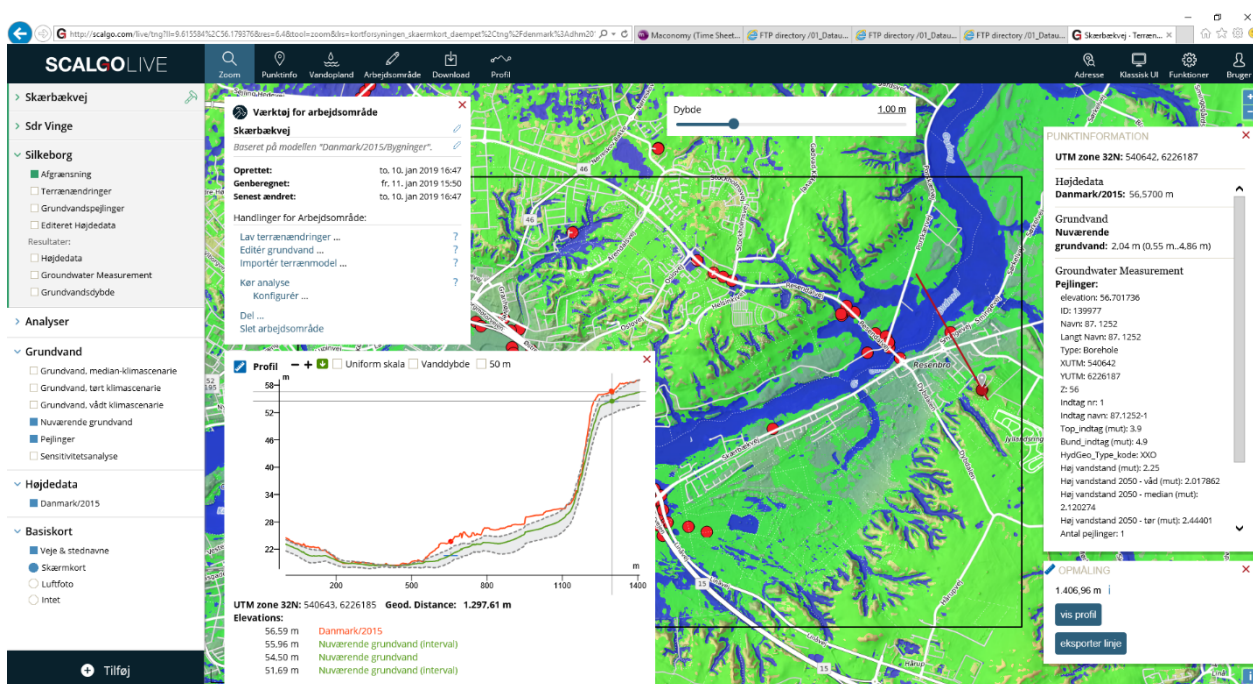 http://scalgo.com/live/tng?ll=9.615584%2C56.179376&res=6.4&tool=zoom&lrs=kortforsyningen_skaermkort_daempet%2Ctng%2Fdenmark%3Adhm201
Maconomy (Time Sheet...
FTP directory /01_Datau...
FTP directory /01_Datau...
FTP directory /01_Datau...
Skærbækvej - Terræn...
SCALGOLIVE
Zoom
Punktinfo
Vandopland
Arbejdsområde
Download
Profil
Adresse
Klassisk UI
Funktioner
Bruger
Skærbækvej
Sdr Vinge
Silkeborg
Afgrænsning
Terrænændringer
Grundvandspejlinger
Editeret Højdedata
Resultater:
Højdedata
Groundwater Measurement
Grundvandsdybde
Analyser
Grundvand
Grundvand, median-klimascenarie
Grundvand, tørt klimascenarie
Grundvand, vådt klimascenarie
Nuværende grundvand
Pejlinger
Sensitivitetsanalyse
Højdedata
Danmark/2015
Basiskort
Veje & stednavne
Skærmkort
Luftfoto
Intet
Tilføj
Værktøj for arbejdsområde
Skærbækvej
Baseret på modellen "Danmark/2015/Bygninger".
Oprettet: to, 10. jan 2019 16:47
Genberegnet: fr. 11. jan 2019 15:50
Senest ændret: to. 10. jan 2019 16:47
Handlinger for Arbejdsområde:
Lav terrænændringer ... ?
Editér grundvand ... ?
Importér terrænmodel ... ?
Kør analyse ?
Konfigurér ...
Del ...
Slet arbejdsområde
Dybde 1.00 m
46
46
Resenbro
Skærbækvej
Resendalvej
Dybdalen
Hårupvej
Hårup
15
15
Linå
Profil
Uniform skala
Vanddybde
50 m
m
58
52
46
40
34
28
22
m
200
500
800
1100
1400
UTM zone 32N: 540643, 6226185 Geod. Distance: 1.297,61 m
Elevations:
56.59 m Danmark/2015
55,96 m Nuværende grundvand (interval)
54,50 m Nuværende grundvand
51,69 m Nuværende grundvand (interval)
PUNKTINFORMATION
UTM zone 32N: 540642, 6226187
Højdedata
Danmark/2015: 56,5700 m
Grundvand
Nuværende
grundvand: 2,04 m (0,55 m..4,86 m)
Groundwater Measurement
Pejlinger:
elevation: 56.701736
ID: 139977
Navn: 87. 1252
Langt Navn: 87. 1252
Type: Borehole
XUTM: 540642
YUTM: 6226187
Z: 56
Indtag nr: 1
Indtag navn: 87.1252-1
Top_indtag (mut): 3.9
Bund_indtag (mut): 4.9
HydGeo_Type_kode: XXO
Høj vandstand (mut): 2.25
Høj vandstand 2050 - våd (mut): 2.017862
Høj vandstand 2050 - median (mut):
2.120274
Høj vandstand 2050 - tør (mut): 2.44401
Antal pejlinger: 1
OPMÅLING
1.406,96 m
vis profil
eksporter linje